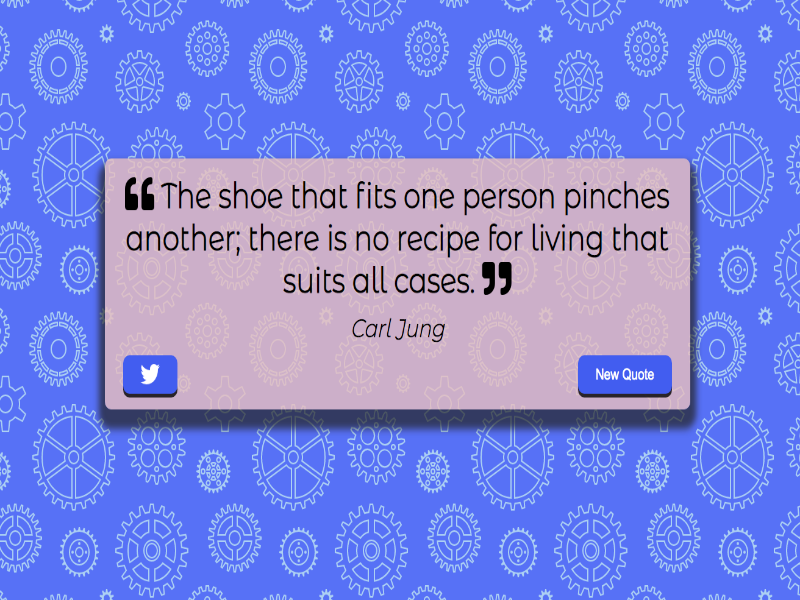 ❝ The shoe that fits one person pinches
another; there is no recipe for living that
suits all cases. ❞
Carl Jung
New Quote